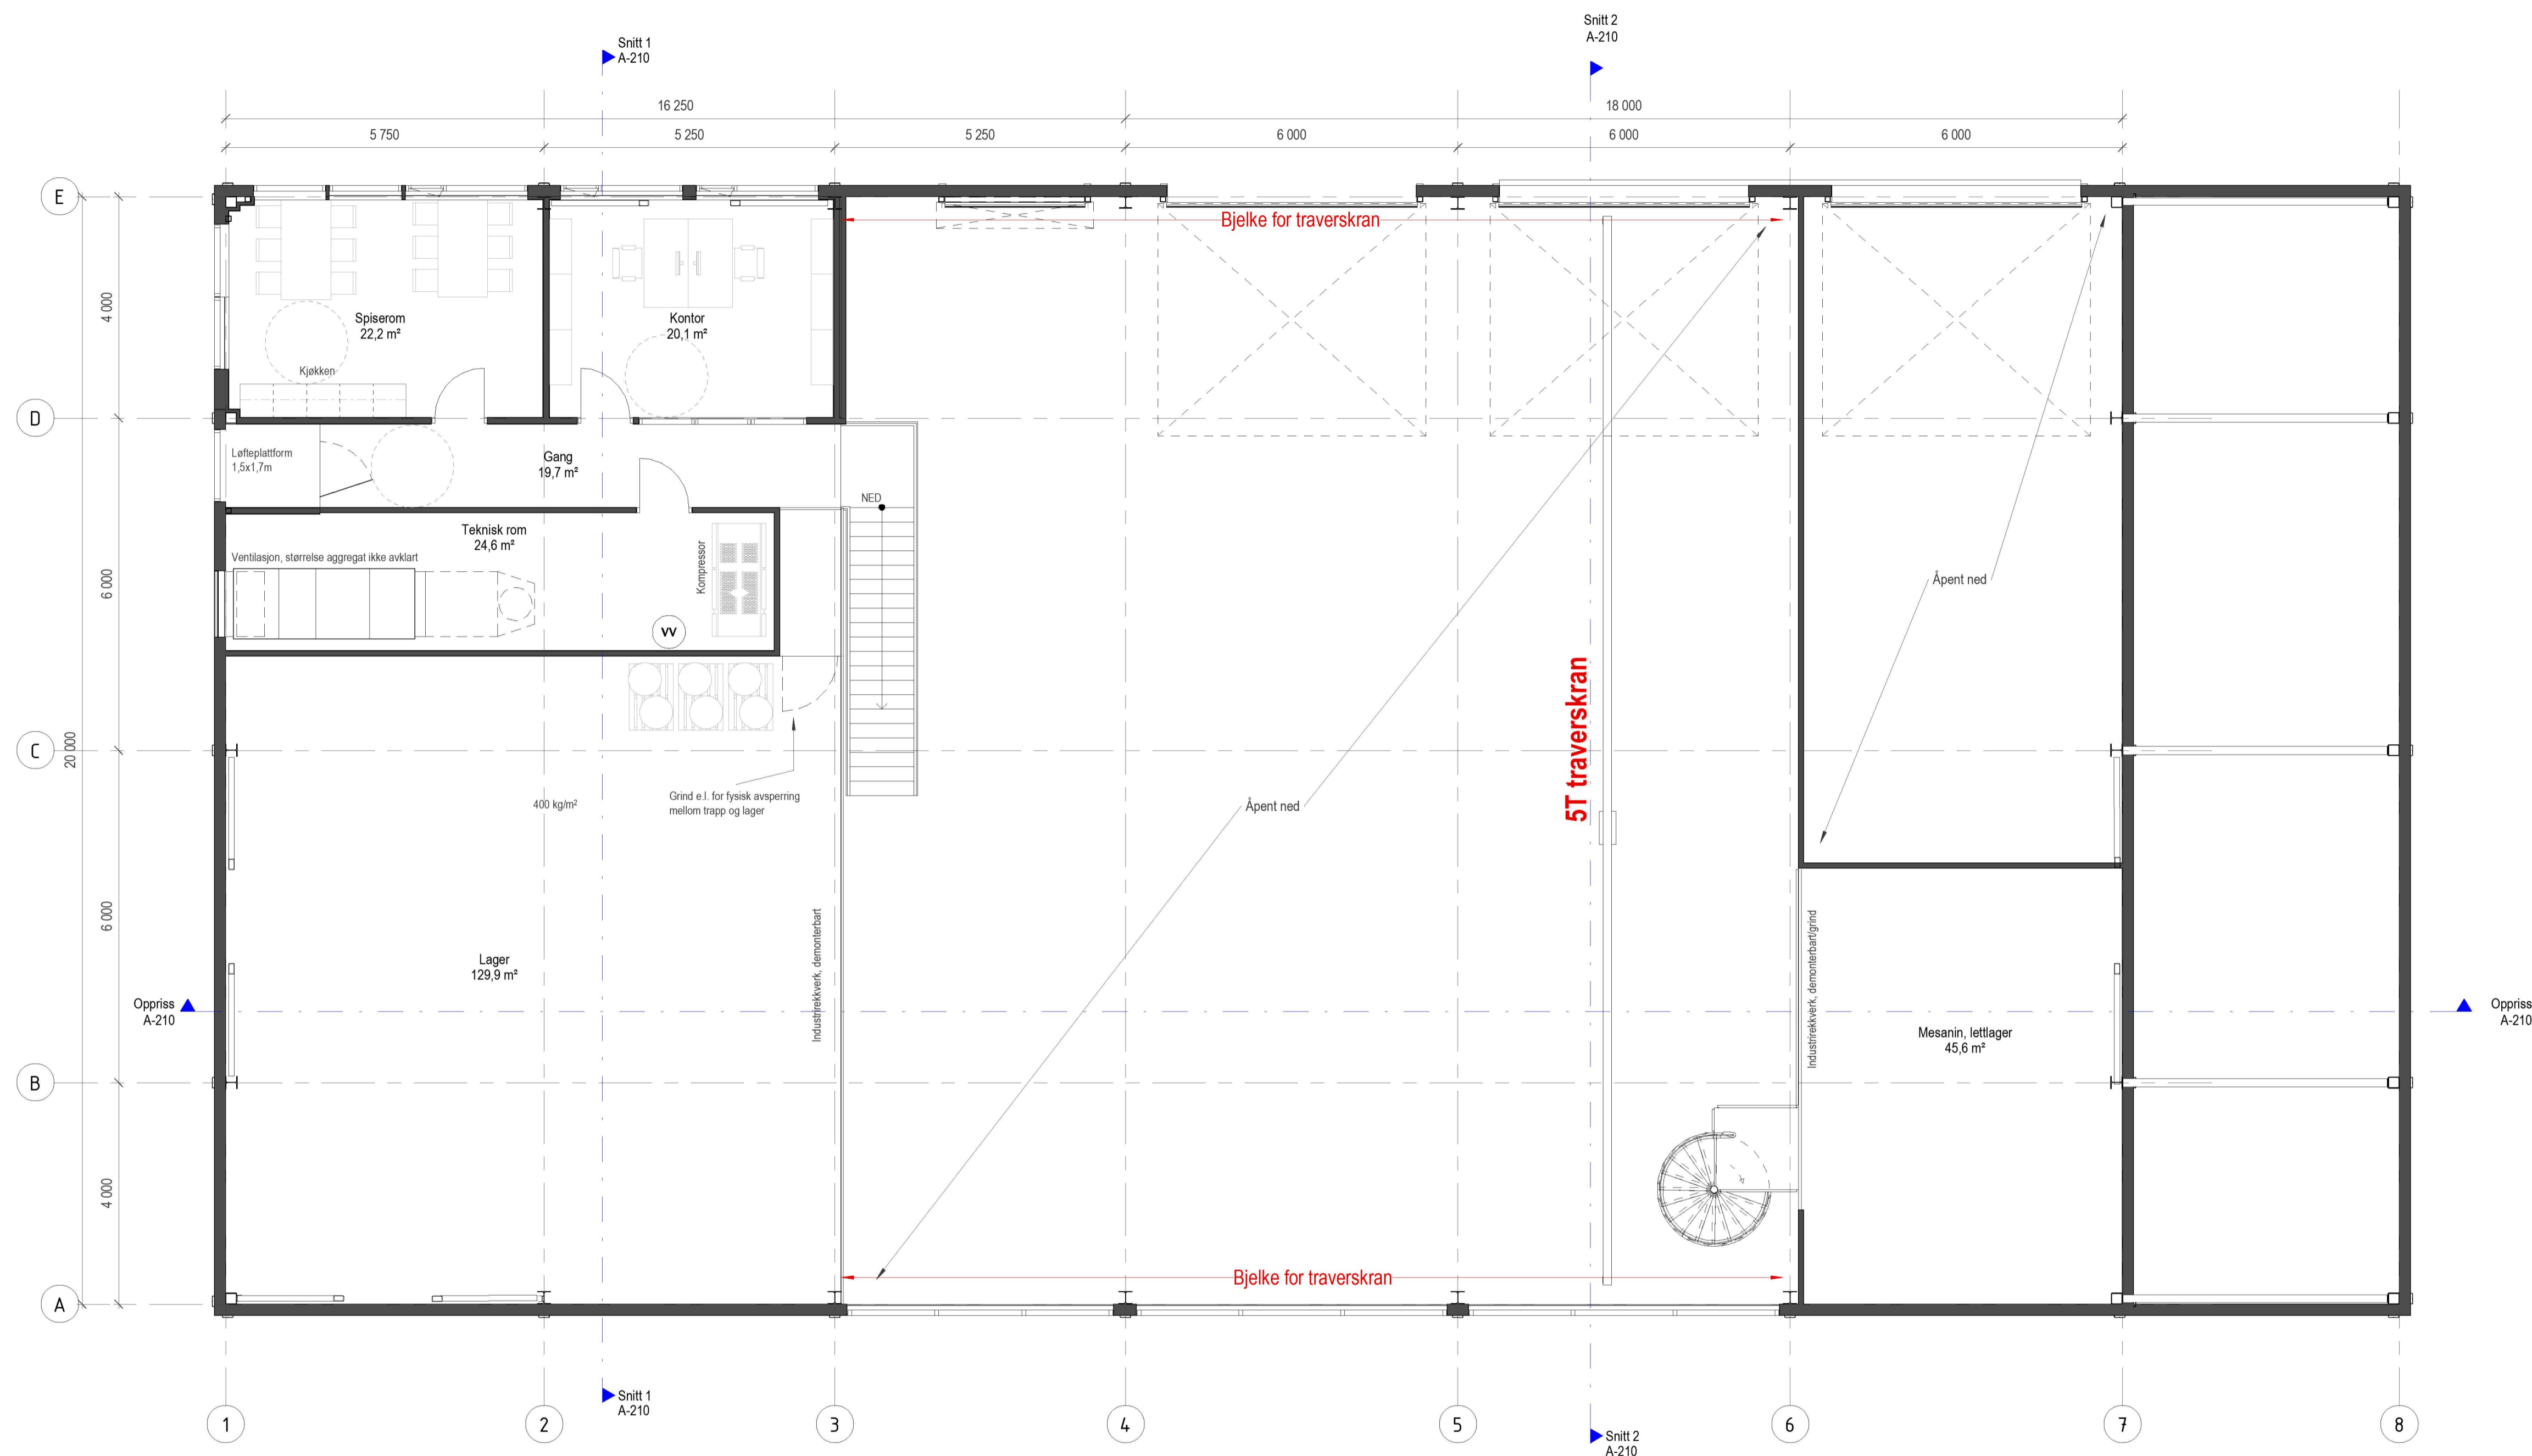 Snitt 1
A-210
Snitt 2
A-210
16 250
18 000
5 750
5 250
5 250
6 000
6 000
6 000
E
D
C
B
A
4 000
6 000
20 000
6 000
4 000
Bjelke for traverskran
Spiserom
22,2 m²
Kjøkken
Kontor
20,1 m²
Løfteplattform
1,5x1,7m
Gang
19,7 m²
NED
Teknisk rom
24,6 m²
Ventilasjon, størrelse aggregat ikke avklart
Kompressor
VV
Åpent ned
5T traverskran
400 kg/m²
Grind e.l. for fysisk avsperring
mellom trapp og lager
Åpent ned
Lager
129,9 m²
Industrirekkverk, demonterbart
Industrirekkverk, demonterbart/grind
Oppriss
A-210
Mesanin, lettlager
45,6 m²
Oppriss
A-210
Bjelke for traverskran
Snitt 1
A-210
Snitt 2
A-210
1
2
3
4
5
6
7
8